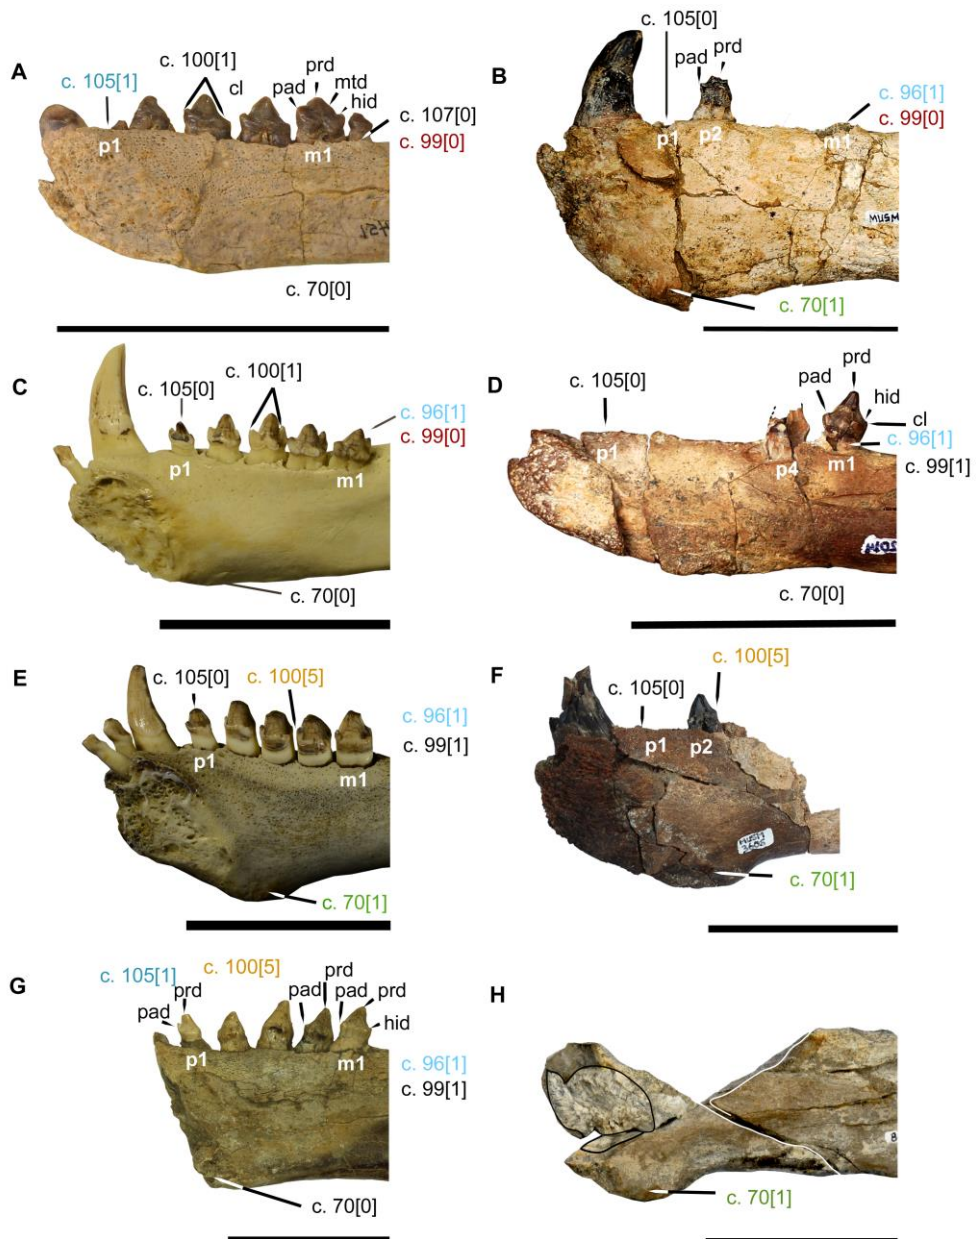 A
c. 105[1]
c. 100[1]
cl
pad
prd
mtd
hid
c. 107[0]
c. 99[0]
p1
m1
c. 70[0]
B
c. 105[0]
pad
prd
c. 96[1]
c. 99[0]
p1
p2
m1
MUSM
c. 70[1]
C
c. 105[0]
c. 100[1]
c. 96[1]
c. 99[0]
p1
m1
c. 70[0]
D
c. 105[0]
pad
prd
hid
cl
c. 96[1]
c. 99[1]
p1
p4
m1
c. 70[0]
E
c. 105[0]
c. 100[5]
c. 96[1]
c. 99[1]
p1
m1
c. 70[1]
F
c. 100[5]
c. 105[0]
p1
p2
MUSM
c. 70[1]
G
c. 105[1]
c. 100[5]
pad
prd
pad
prd
pad
prd
hid
p1
m1
c. 96[1]
c. 99[1]
c. 70[0]
H
8
c. 70[1]